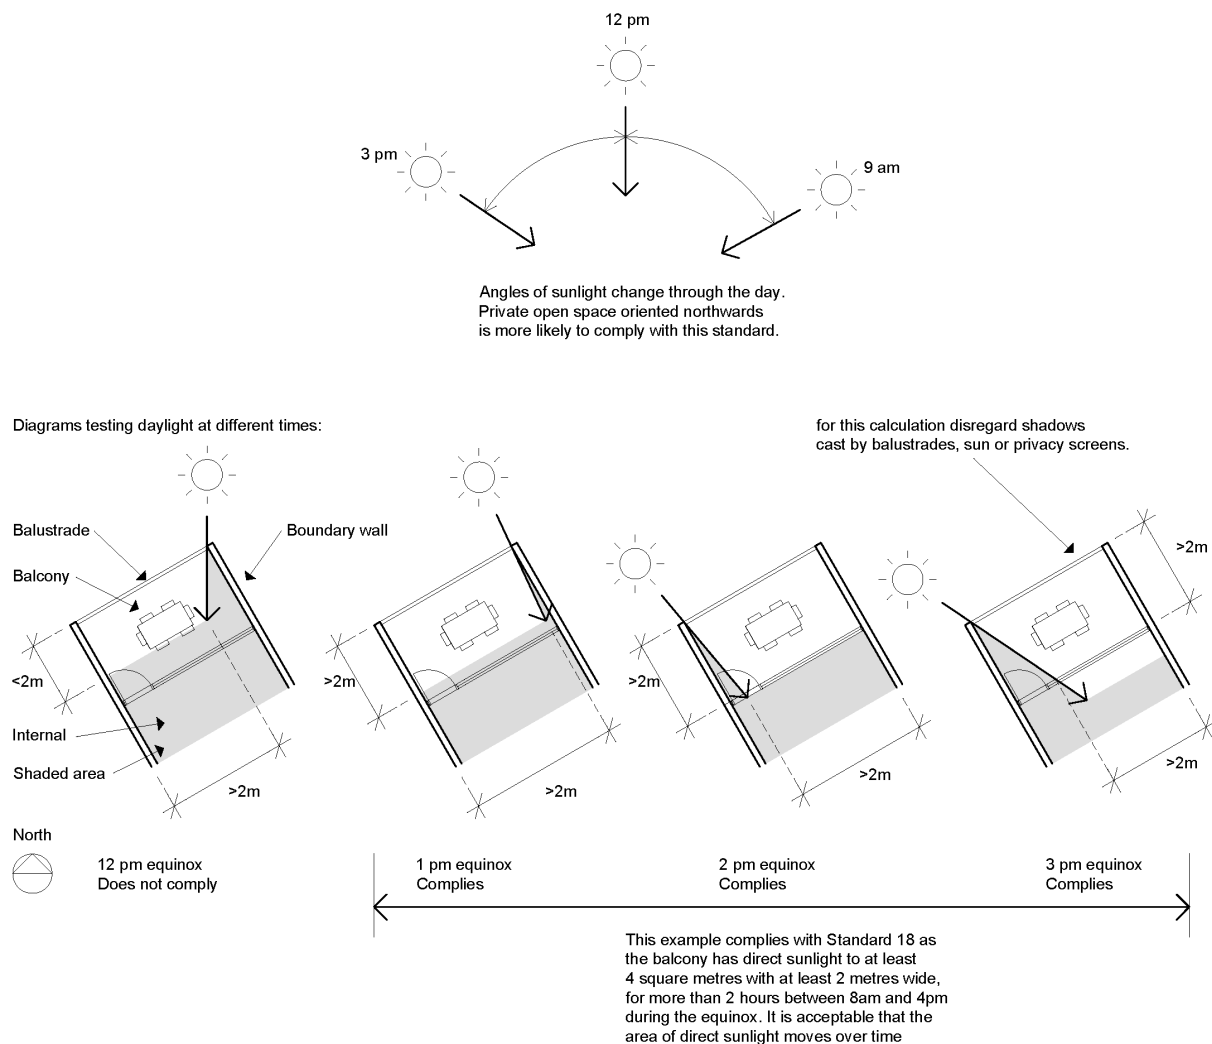 12 pm
3 pm
9 am
Angles of sunlight change through the day.
Private open space oriented northwards
is more likely to comply with this standard.
Diagrams testing daylight at different times:
for this calculation disregard shadows
cast by balustrades, sun or privacy screens.
Balustrade
Boundary wall
Balcony
<2m
Internal
Shaded area
>2m
>2m
>2m
>2m
>2m
>2m
North
12 pm equinox
Does not comply
1 pm equinox
Complies
2 pm equinox
Complies
3 pm equinox
Complies
This example complies with Standard 18 as
the balcony has direct sunlight to at least
4 square metres with at least 2 metres wide,
for more than 2 hours between 8am and 4pm
during the equinox. It is acceptable that the
area of direct sunlight moves over time